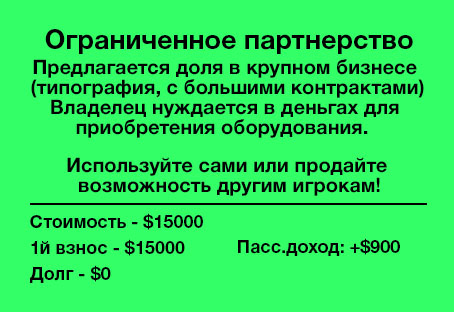 Ограниченное партнерство
Предлагается доля в крупном бизнесе
(типография, с большими контрактами)
Владелец нуждается в деньгах для
приобретения оборудования.
Используйте сами или продайте
возможность другим игрокам!
Стоимость - $15000
1й взнос - $15000 Пасс.доход: +$900
Долг - $0